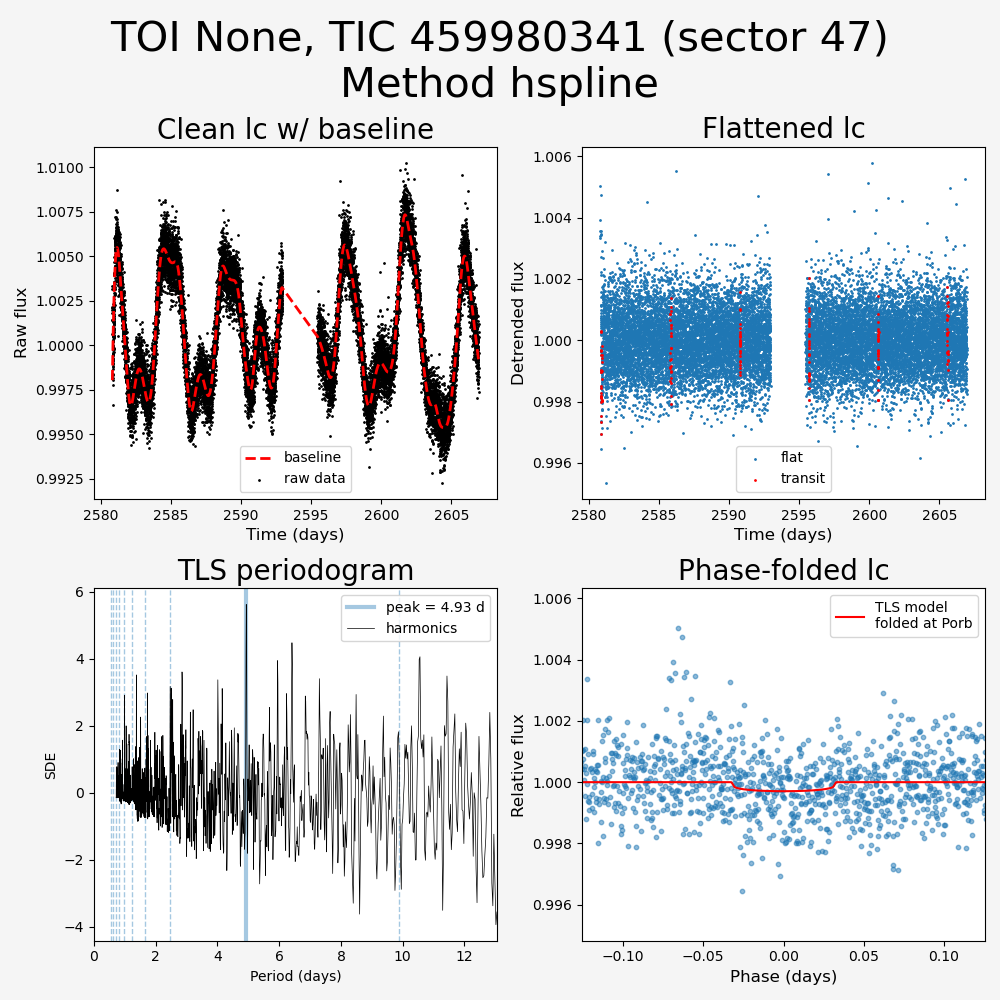 TOI None, TIC 459980341 (sector 47)
Method hspline
Clean lc w/ baseline
Raw flux
1.0100
1.0075
1.0050
1.0025
1.0000
0.9975
0.9950
0.9925
baseline
raw data
2580 2585 2590 2595 2600 2605
Time (days)
Flattened lc
Detrended flux
1.006
1.004
1.002
1.000
0.998
0.996
flat
transit
2580 2585 2590 2595 2600 2605
Time (days)
TLS periodogram
SDE
6
4
2
0
−2
−4
peak = 4.93 d
harmonics
0 2 4 6 8 10 12
Period (days)
Phase-folded lc
Relative flux
1.006
1.004
1.002
1.000
0.998
0.996
TLS model
folded at Porb
−0.10 −0.05 0.00 0.05 0.10
Phase (days)